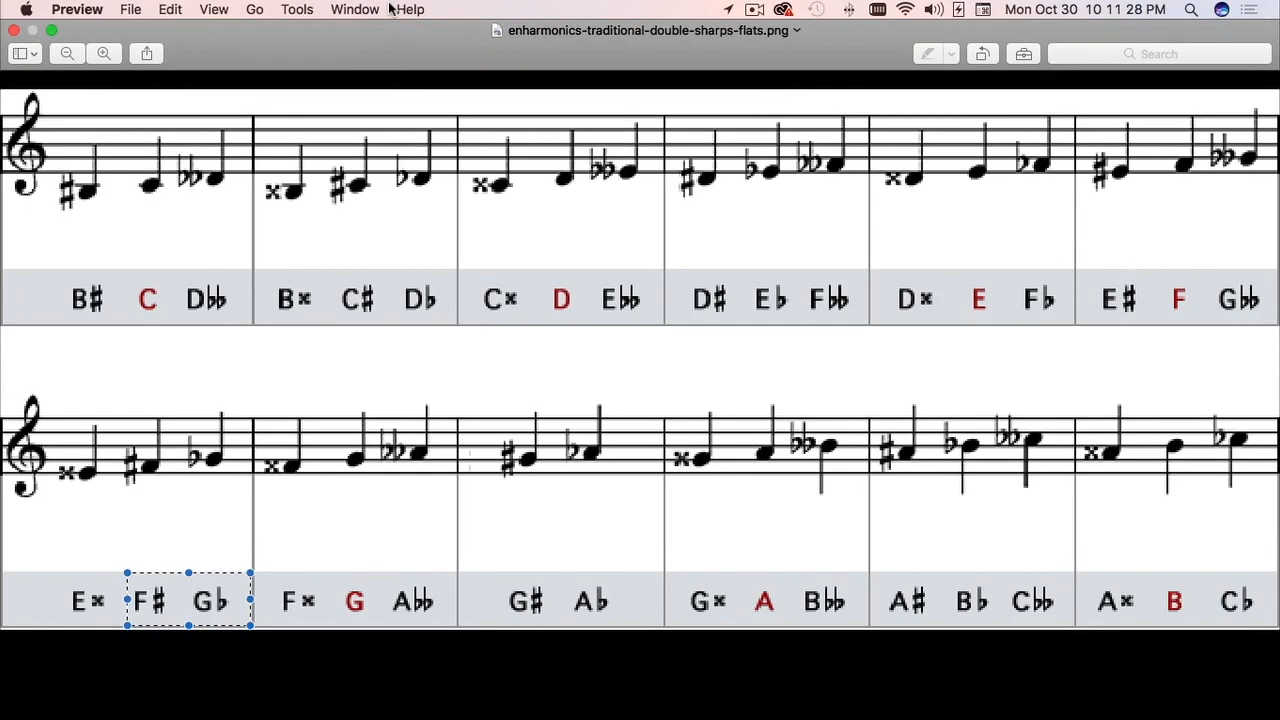 Preview File Edit View Go Tools Window Help Mon Oct 30 10 11 28 PM
enharmonics-traditional-double-sharps-flats.png
Search
B♯ C D𝄫 B𝄪 C♯ D♭ C𝄪 D E𝄫 D♯ E♭ F𝄫 D𝄪 E F♭ E♯ F G𝄫
E𝄪 F♯ G♭ F𝄪 G A𝄫 G♯ A♭ G𝄪 A B𝄫 A♯ B♭ C𝄫 A𝄪 B C♭